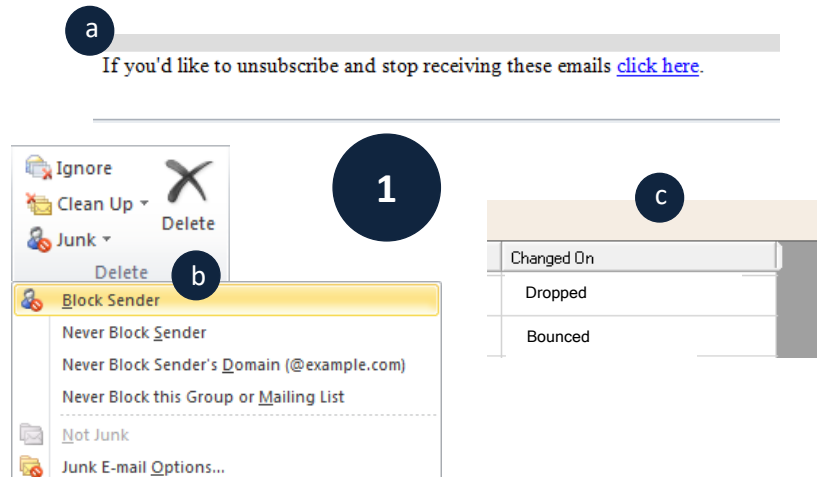 a
If you'd like to unsubscribe and stop receiving these emails click here.
Ignore
Clean Up
Delete
Junk
Delete
1
c
Changed On
Dropped
Bounced
b
Block Sender
Never Block Sender
Never Block Sender's Domain (@example.com)
Never Block this Group or Mailing List
Not Junk
Junk E-mail Options...